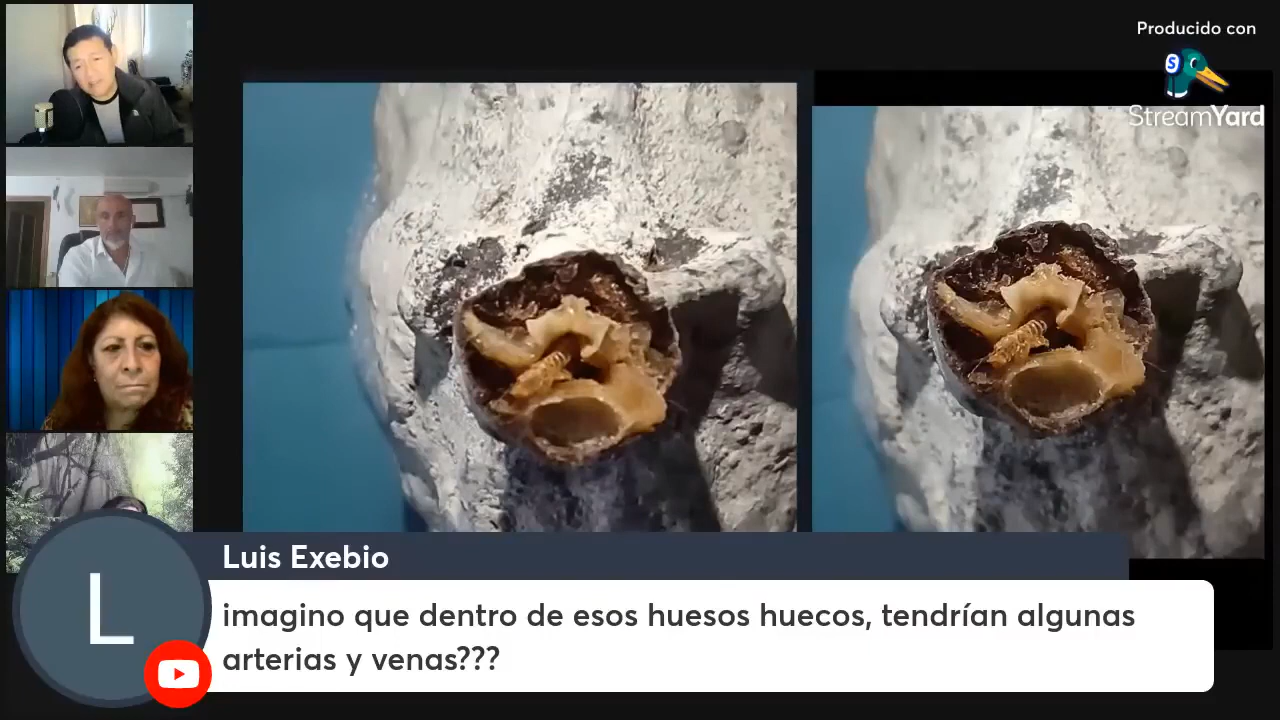 Producido con
S
StreamYard
Luis Exebio
L
imagino que dentro de esos huesos huecos, tendrían algunas
arterias y venas???